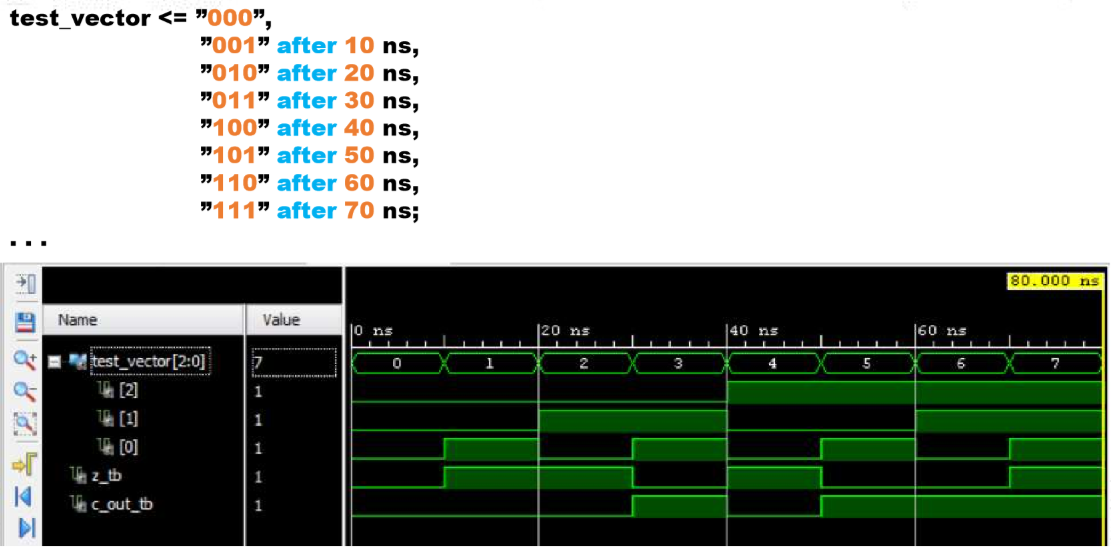 test_vector <= ”000”,
”001” after 10 ns,
”010” after 20 ns,
”011” after 30 ns,
”100” after 40 ns,
”101” after 50 ns,
”110” after 60 ns,
”111” after 70 ns;
. . .
80.000 ns
Name Value
0 ns 20 ns 40 ns 60 ns
test_vector[2:0] 7 0 1 2 3 4 5 6 7
[2] 1
[1] 1
[0] 1
z_tb 1
c_out_tb 1